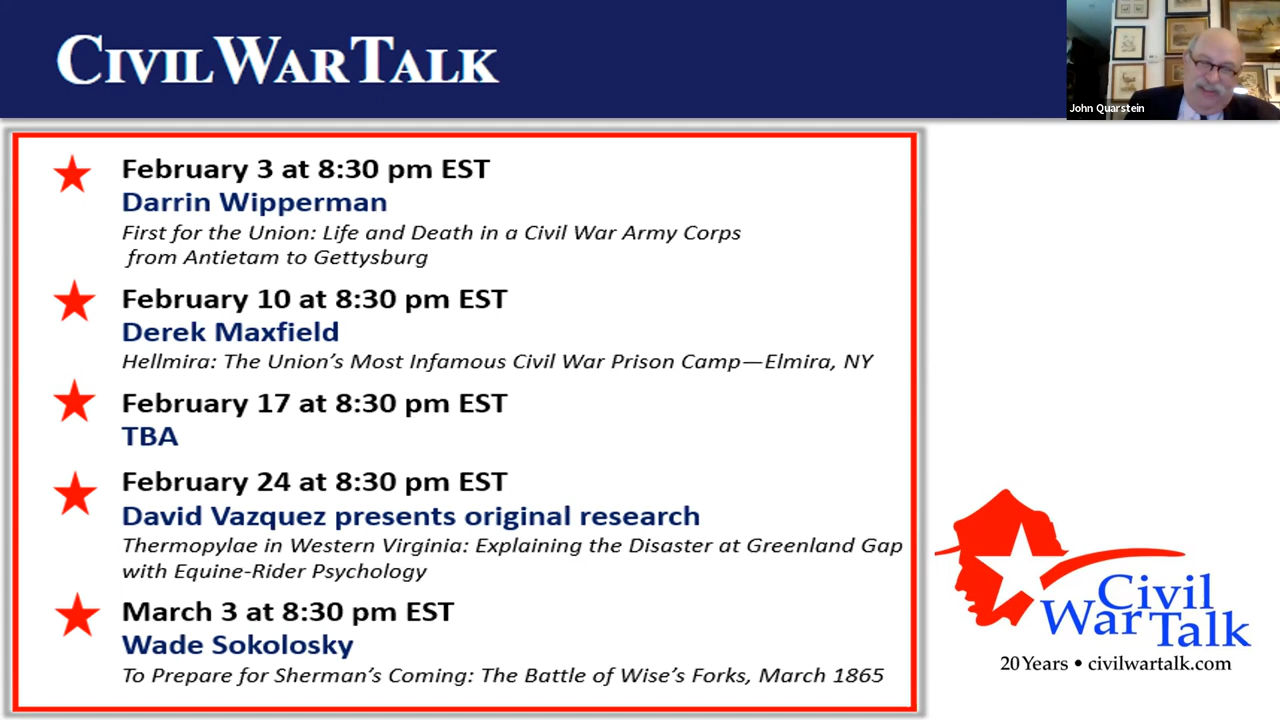 CIVILWARTALK
John Quarstein
February 3 at 8:30 pm EST
Darrin Wipperman
First for the Union: Life and Death in a Civil War Army Corps
from Antietam to Gettysburg
February 10 at 8:30 pm EST
Derek Maxfield
Hellmira: The Union's Most Infamous Civil War Prison Camp—Elmira, NY
February 17 at 8:30 pm EST
TBA
February 24 at 8:30 pm EST
David Vazquez presents original research
Thermopylae in Western Virginia: Explaining the Disaster at Greenland Gap
with Equine-Rider Psychology
March 3 at 8:30 pm EST
Wade Sokolosky
To Prepare for Sherman's Coming: The Battle of Wise's Forks, March 1865
Civil
War Talk
20 Years • civilwartalk.com